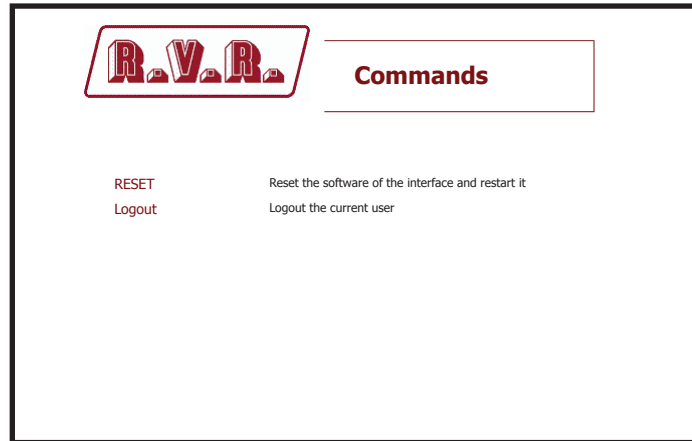 R.V.R.
Commands
RESET Reset the software of the interface and restart it
Logout Logout the current user